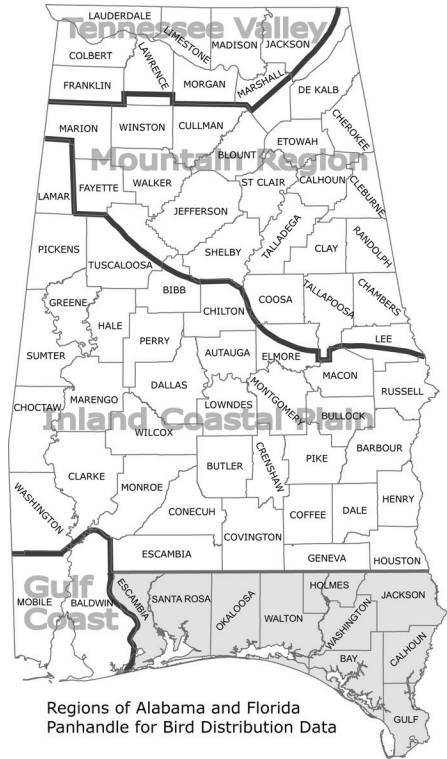 LAUDERDALE
Tennessee Valley
LIMESTONE
MADISON
JACKSON
COLBERT
LAWRENCE
FRANKLIN
MORGAN
MARSHALL
DE KALB
MARION
WINSTON
CULLMAN
CHEROKEE
ETOWAH
BLOUNT
Mountain Region
LAMAR
FAYETTE
WALKER
ST CLAIR
CALHOUN
CLEBURNE
JEFFERSON
TALLADEGA
RANDOLPH
PICKENS
SHELBY
CLAY
TUSCALOOSA
BIBB
GREENE
CHILTON
COOSA
TALLAPOOSA
CHAMBERS
HALE
PERRY
AUTAUGA
ELMORE
LEE
SUMTER
MACON
DALLAS
RUSSELL
CHOCTAW
MARENGO
LOWNDES
MONTGOMERY
BULLOCK
Inland Coastal Plain
WILCOX
BARBOUR
CLARKE
BUTLER
CRENSHAW
PIKE
WASHINGTON
MONROE
HENRY
CONECUH
COFFEE
DALE
COVINGTON
ESCAMBIA
GENEVA
HOUSTON
Gulf
Coast
MOBILE
BALDWIN
ESCAMBIA
SANTA ROSA
OKALOOSA
WALTON
HOLMES
WASHINGTON
JACKSON
BAY
CALHOUN
GULF
Regions of Alabama and Florida
Panhandle for Bird Distribution Data